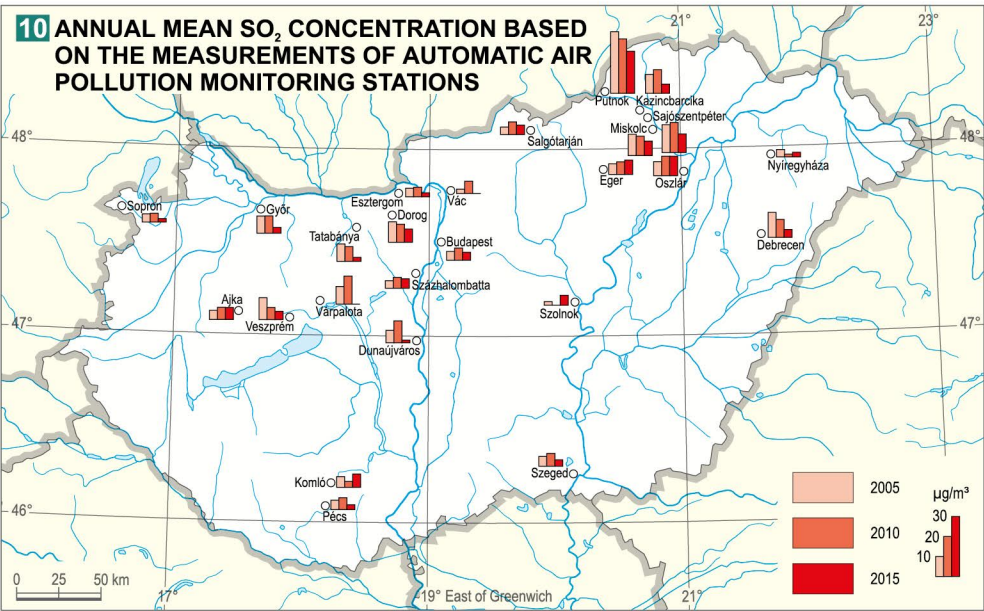 10 ANNUAL MEAN SO₂ CONCENTRATION BASED
ON THE MEASUREMENTS OF AUTOMATIC AIR
POLLUTION MONITORING STATIONS
21°
23°
Putnok
Kazincbarcika
Sajószentpéter
48°
Salgótarján
Miskolc
48°
Nyíregyháza
Eger
Oszlár
Sopron
Esztergom
Vác
Győr
Dorog
Tatabánya
Budapest
Debrecen
Százhalombatta
Ajka
Várpalota
Szolnok
47°
Veszprém
47°
Dunaújváros
Szeged
Komló
2005
µg/m³
46°
Pécs
30
2010
20
10
2015
0 25 50 km
17°
19° East of Greenwich
21°